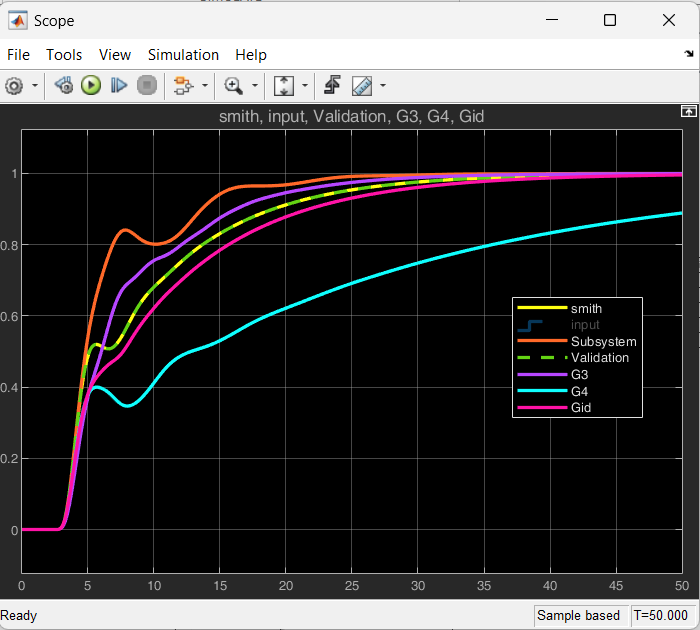 Scope
File Tools View Simulation Help
smith, input, Validation, G3, G4, Gid
1
0.8
0.6
0.4
0.2
0
smith
input
Subsystem
Validation
G3
G4
Gid
0 5 10 15 20 25 30 35 40 45 50
Ready Sample based T=50.000